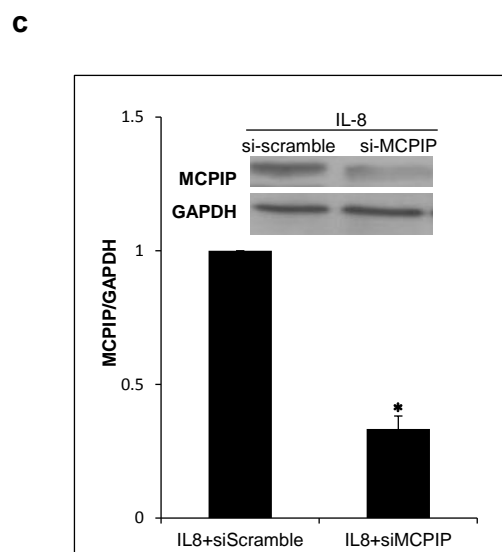 c
IL-8
si-scramble si-MCPIP
MCPIP
GAPDH
1.5
1
0.5
0
MCPIP/GAPDH
*
IL8+siScramble IL8+siMCPIP